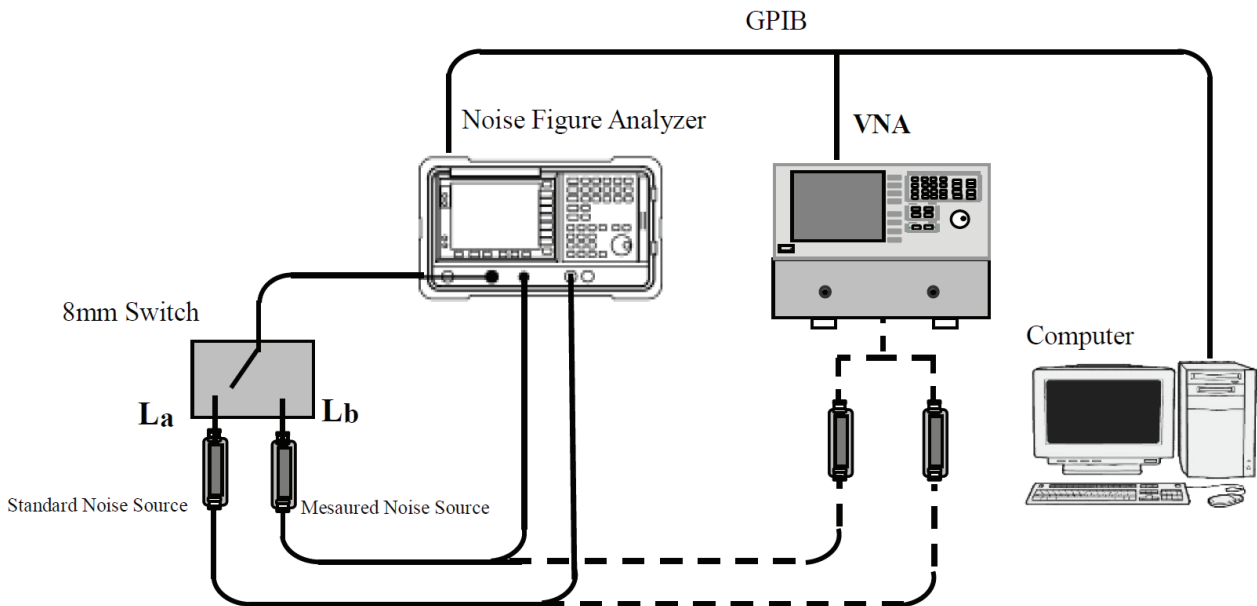 GPIB
Noise Figure Analyzer
VNA
8mm Switch
Computer
La
Lb
Standard Noise Source
Mesaured Noise Source